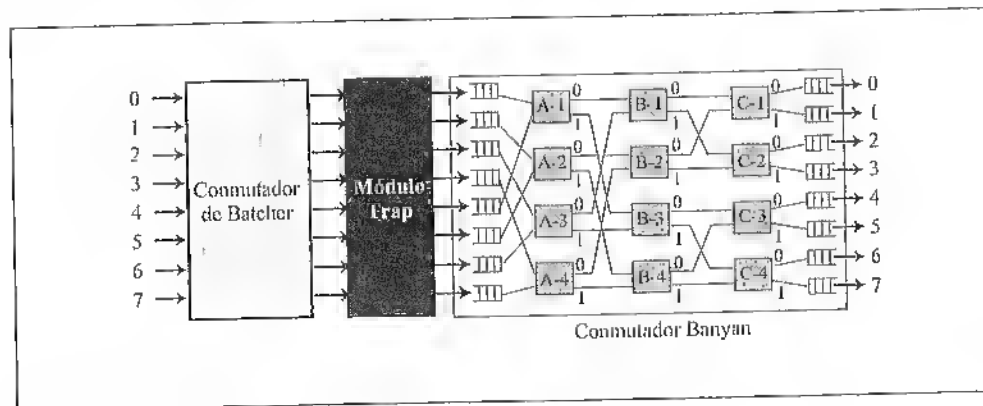 0 A-1 0 B-1 0 C-1 0 0
1 1 1 1 1
2 A-2 0 B-2 0 C-2 0 2
3 Conmutador Módulo 1 1 1 3
4 de Batcher Trap A-3 0 B-3 0 C-3 0 4
5 1 1 1 5
6 A-4 0 B-4 0 C-4 0 6
7 1 1 1 7
Conmutador Banyan